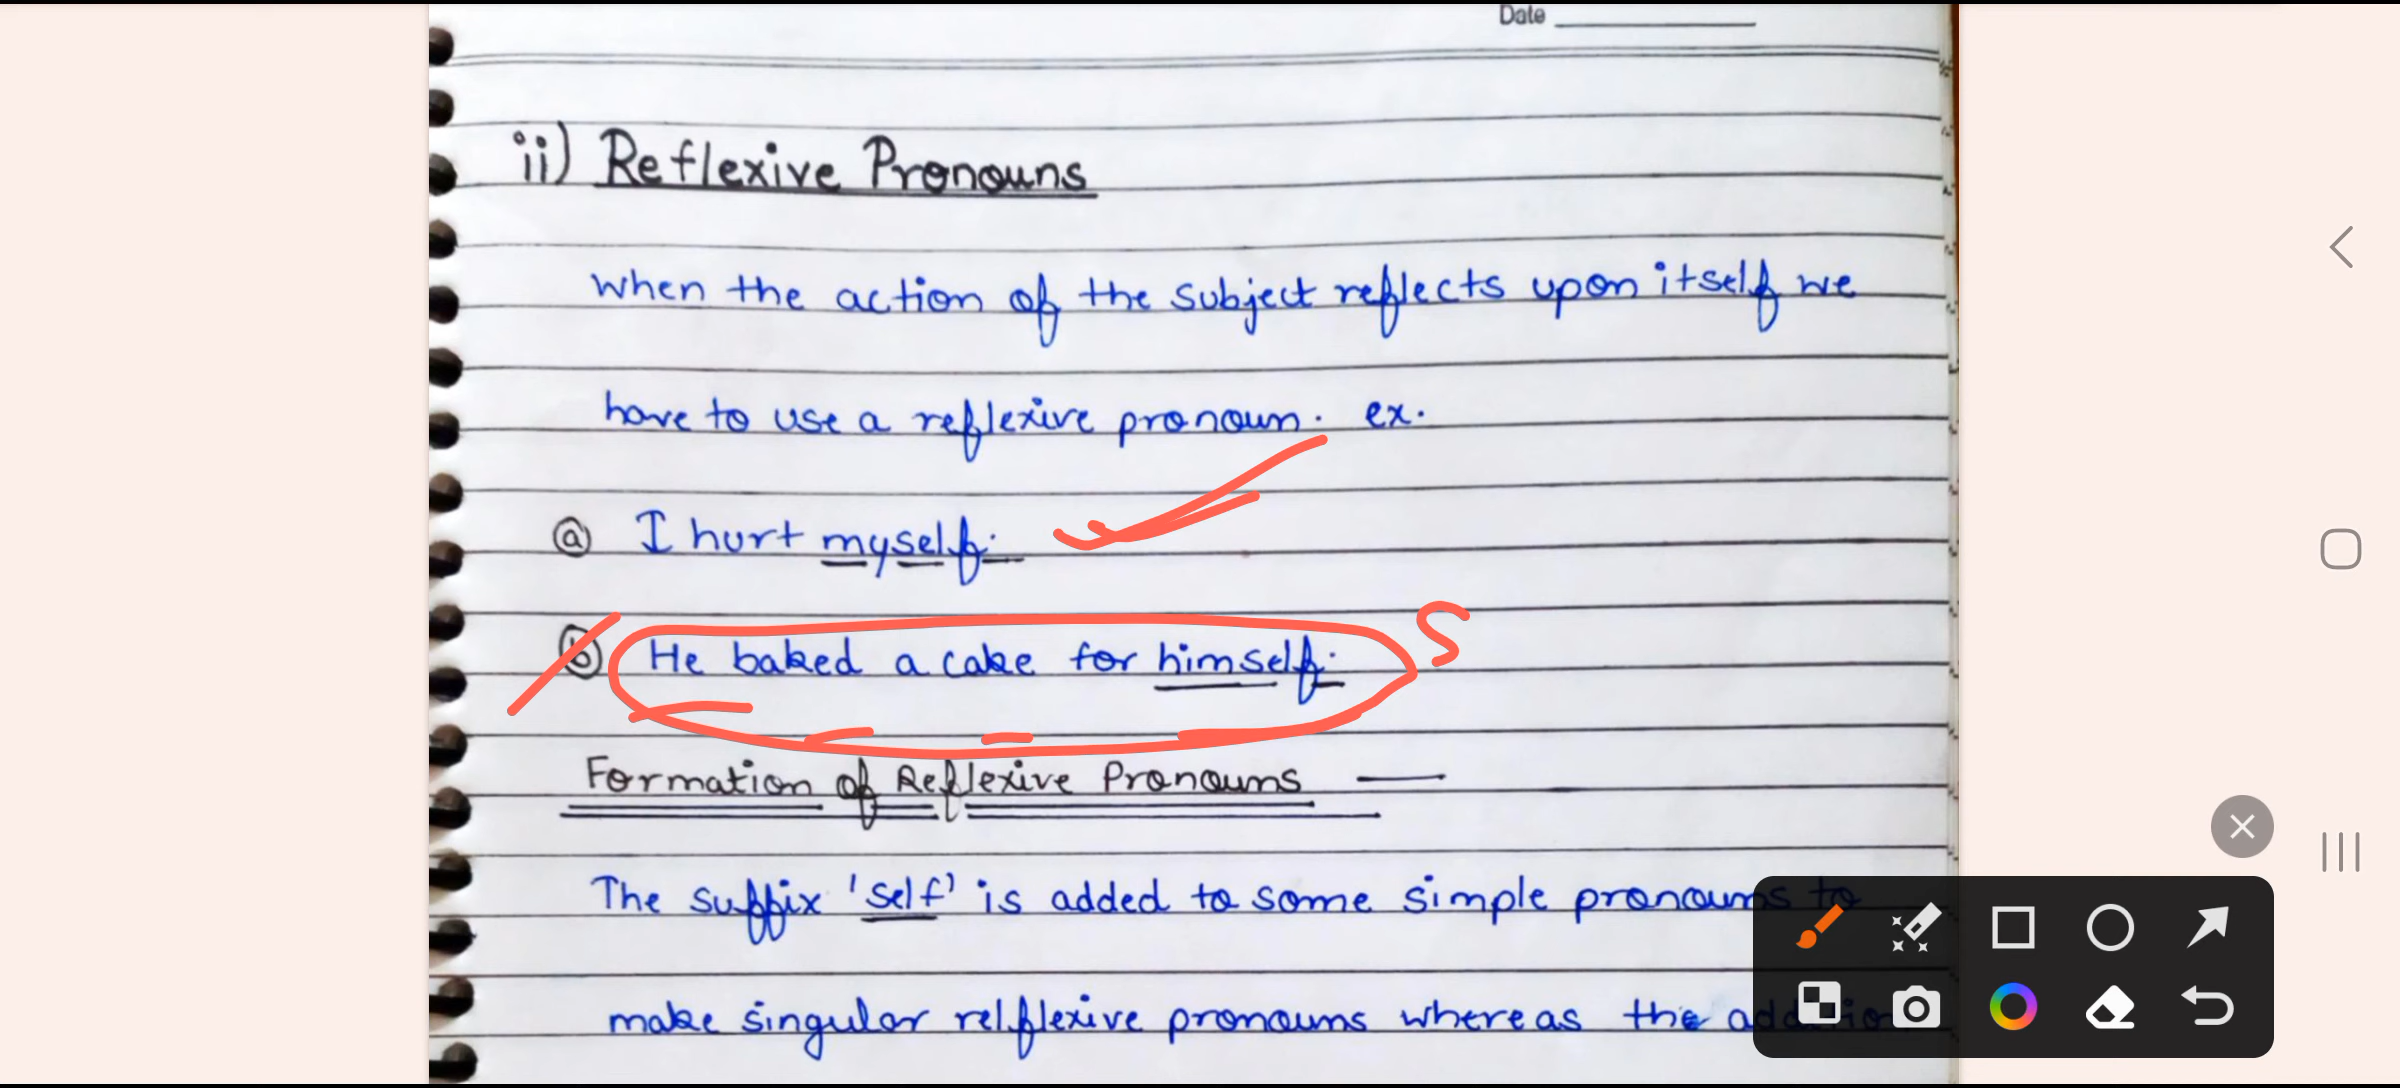 Date
ii) Reflexive Pronouns
when the action of the subject reflects upon itself we
have to use a reflexive pronoun. ex.
ⓐ I hurt myself.
ⓑ He baked a cake for himself. S
Formation of Reflexive Pronouns —
The suffix 'self' is added to some simple pronouns to
make singular relflexive pronouns whereas the addition